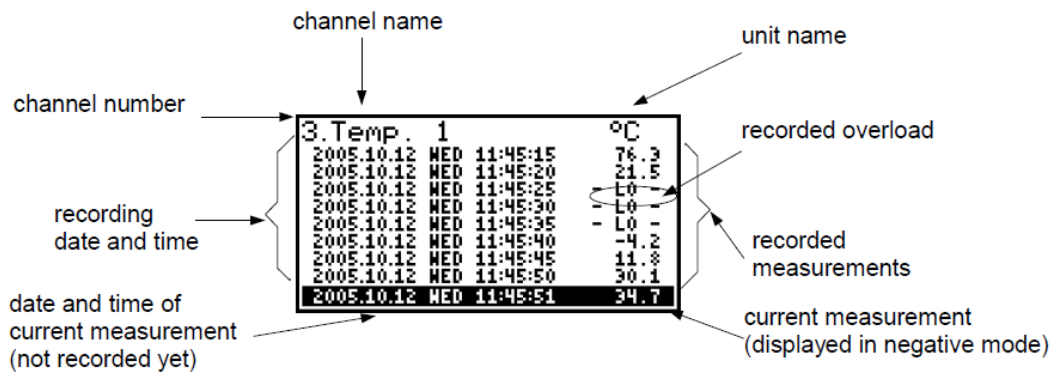 channel name
unit name
channel number
recorded overload
3.Temp. 1 °C
2005.10.12 WED 11:45:15 76.3
2005.10.12 WED 11:45:20 21.5
2005.10.12 WED 11:45:25 - LO -
2005.10.12 WED 11:45:30 - LO -
2005.10.12 WED 11:45:35 - LO -
2005.10.12 WED 11:45:40 -4.2
2005.10.12 WED 11:45:45 11.8
2005.10.12 WED 11:45:50 30.1
2005.10.12 WED 11:45:51 34.7
recording
date and time
recorded
measurements
date and time of
current measurement
(not recorded yet)
current measurement
(displayed in negative mode)